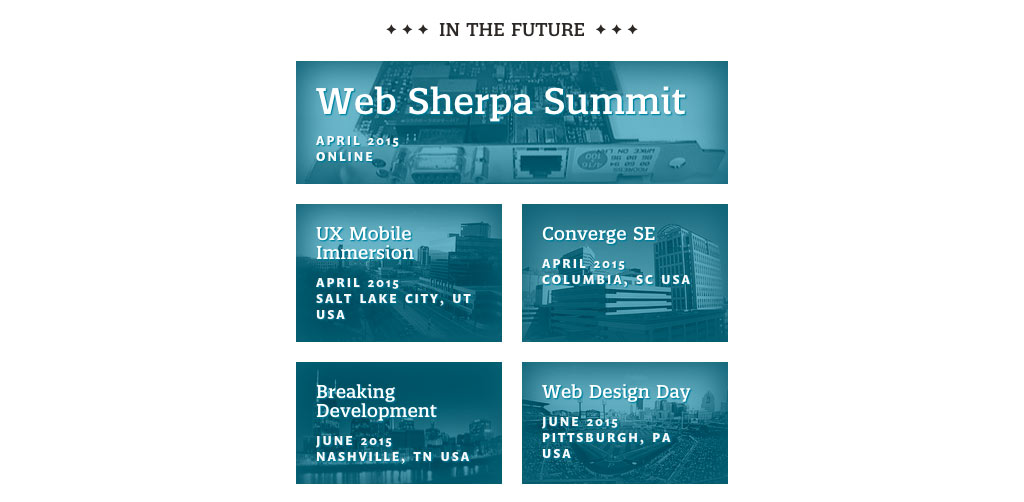 IN THE FUTURE
Web Sherpa Summit
APRIL 2015
ONLINE
UX Mobile
Immersion
APRIL 2015
SALT LAKE CITY, UT
USA
Converge SE
APRIL 2015
COLUMBIA, SC USA
Breaking
Development
JUNE 2015
NASHVILLE, TN USA
Web Design Day
JUNE 2015
PITTSBURGH, PA
USA